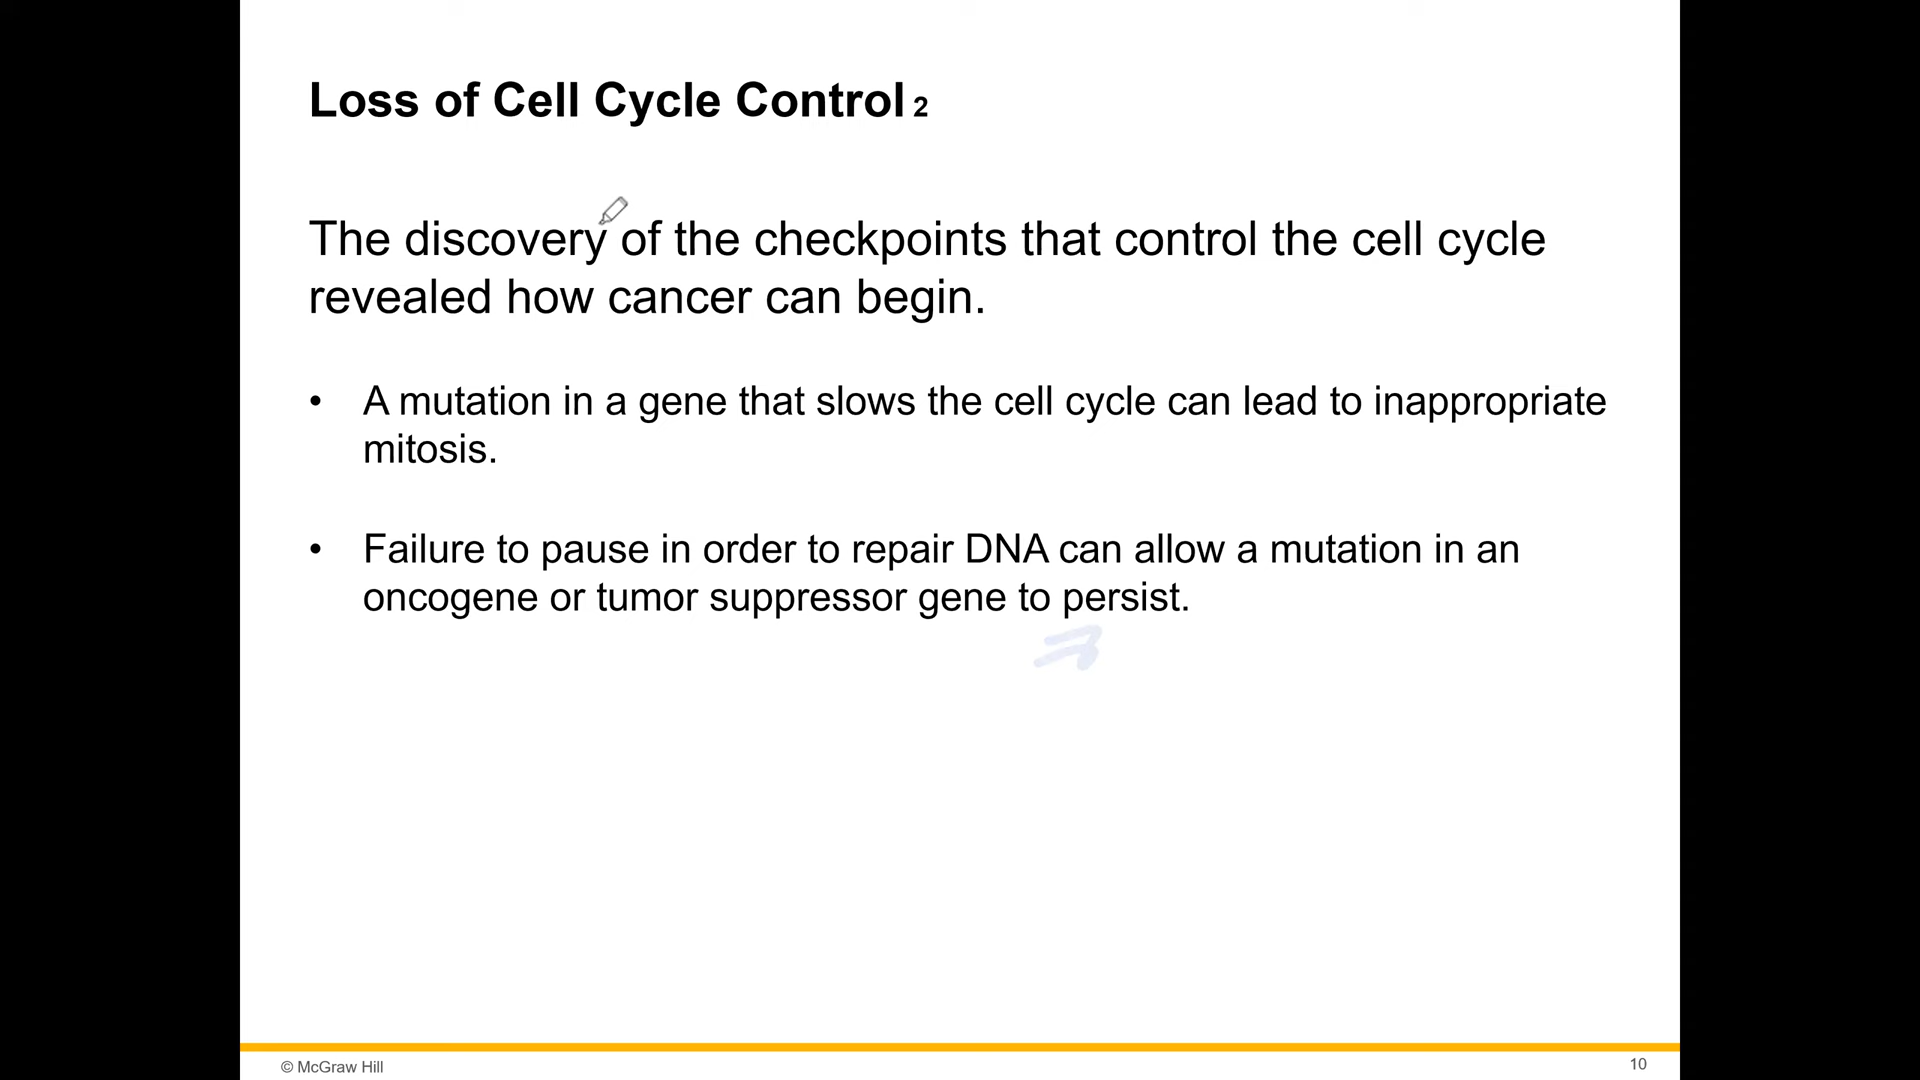 Loss of Cell Cycle Control 2
The discovery of the checkpoints that control the cell cycle
revealed how cancer can begin.
• A mutation in a gene that slows the cell cycle can lead to inappropriate
mitosis.
• Failure to pause in order to repair DNA can allow a mutation in an
oncogene or tumor suppressor gene to persist.
© McGraw Hill
10